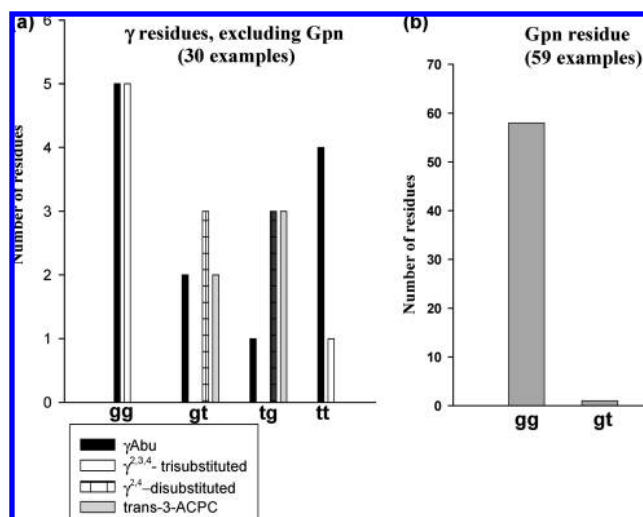 (a)
γ residues, excluding Gpn
(30 examples)
Number of residues
6
5
4
3
2
1
0
gg gt tg tt
γAbu
γ2,3,4- trisubstituted
γ2,4–disubstituted
trans-3-ACPC
(b)
Gpn residue
(59 examples)
Number of residues
70
60
50
40
30
20
10
0
gg gt